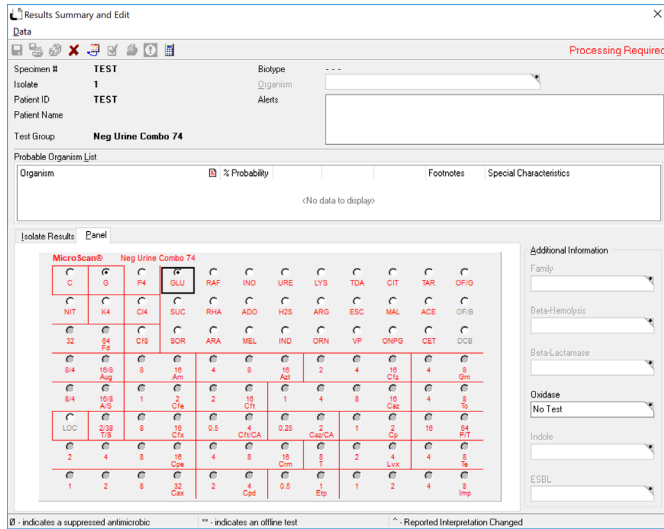 Results Summary and Edit
Data
Processing Required
Specimen # TEST Biotype - - -
Isolate 1 Organism
Patient ID TEST Alerts
Patient Name
Test Group Neg Urine Combo 74
Probable Organism List
Organism % Probability Footnotes Special Characteristics
<No data to display>
Isolate Results Panel
MicroScan® Neg Urine Combo 74
C G P4 GLU RAF INO URE LYS TDA CIT TAR OF/G
NIT K4 Cl4 SUC RHA ADO H2S ARG ESC MAL ACE OF/B
32 64 Cf8 SOR ARA MEL IND ORN VP ONPG CET DCB
Fd
8/4 16/8 8 16 4 8 16 2 4 16 4 8
Aug Am Azt Cfz Gm
8/4 16/8 1 2 2 16 1 4 8 16 4 8
A/S Cfe Cft Caz To
LOC 2/38 8 16 0.5 4 0.25 2 1 2 16 64
T/S Cfx Cft/CA Caz/CA Cp P/T
2 4 8 16 4 8 16 8 2 4 4 8
Cpe Crm T Lvx Te
1 2 8 32 2 4 0.5 1 1 2 4 8
Cax Cpd Etp Imp
Additional Information
Family
Beta-Hemolysis
Beta-Lactamase
Oxidase
No Test
Indole
ESBL
Ø - indicates a suppressed antimicrobic ** - indicates an offline test ^ - Reported Interpretation Changed